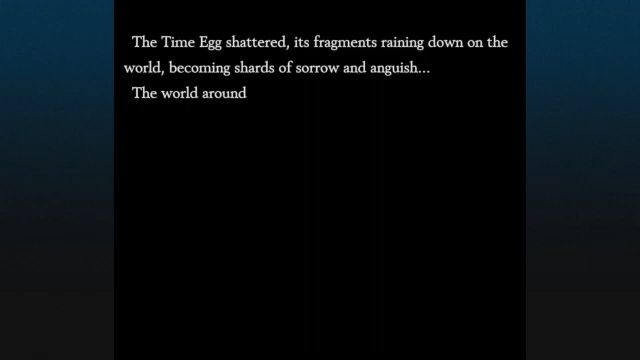 The Time Egg shattered, its fragments raining down on the
world, becoming shards of sorrow and anguish...
The world around